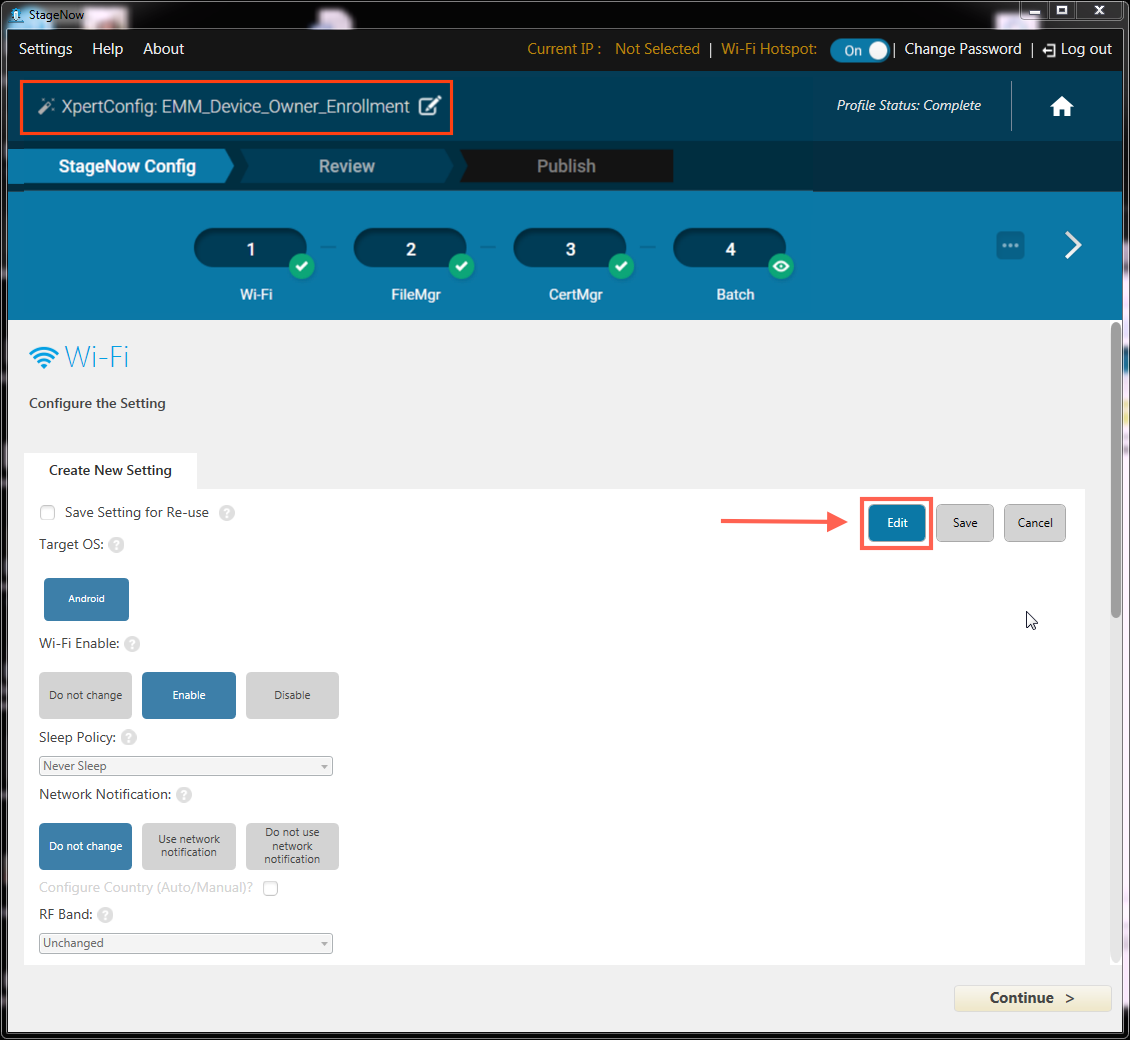 StageNow
Settings Help About Current IP : Not Selected | Wi-Fi Hotspot: On | Change Password | Log out
XpertConfig: EMM_Device_Owner_Enrollment Profile Status: Complete
StageNow Config Review Publish
1 2 3 4 ...
Wi-Fi FileMgr CertMgr Batch
Wi-Fi
Configure the Setting
Create New Setting
Save Setting for Re-use ?
Edit Save Cancel
Target OS: ?
Android
Wi-Fi Enable: ?
Do not change Enable Disable
Sleep Policy: ?
Never Sleep
Network Notification: ?
Do not change Use network notification Do not use network notification
Configure Country (Auto/Manual)?
RF Band: ?
Unchanged
Continue >